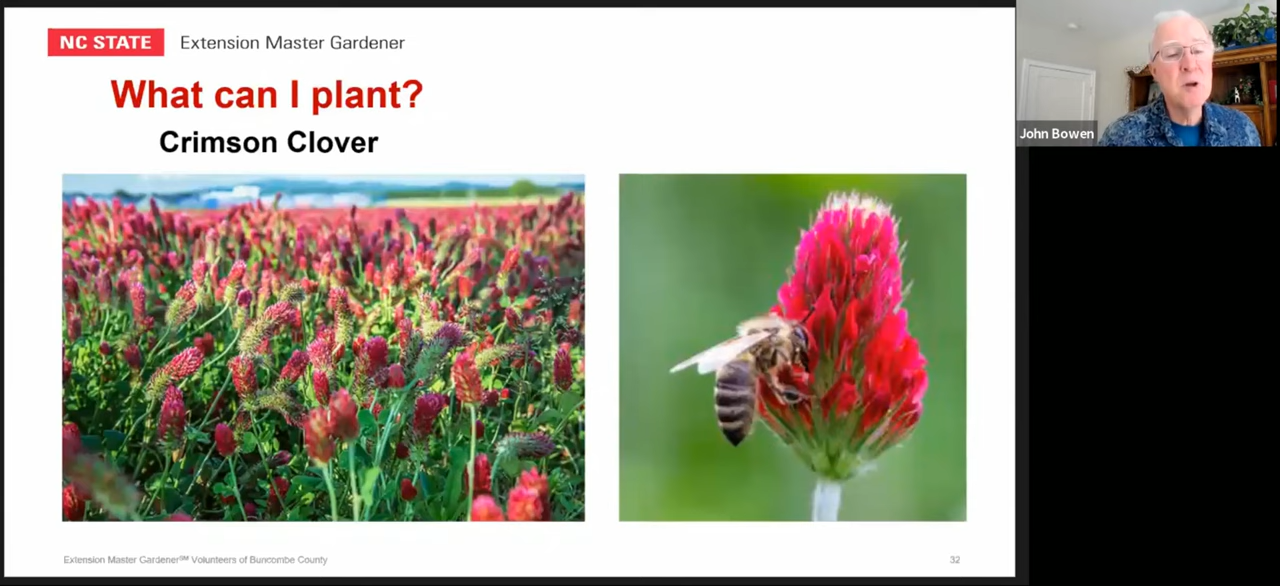 NC STATE Extension Master Gardener
What can I plant?
Crimson Clover
John Bowen
Extension Master Gardener℠ Volunteers of Buncombe County
32